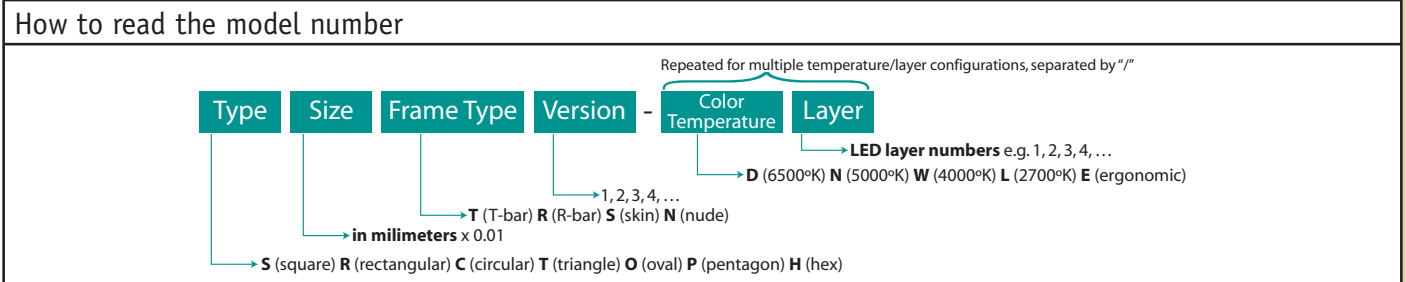 How to read the model number
Repeated for multiple temperature/layer configurations, separated by "/"
Type Size Frame Type Version - Color Temperature Layer
LED layer numbers e.g. 1, 2, 3, 4, ...
D (6500ºK) N (5000ºK) W (4000ºK) L (2700ºK) E (ergonomic)
1, 2, 3, 4, ...
T (T-bar) R (R-bar) S (skin) N (nude)
in milimeters x 0.01
S (square) R (rectangular) C (circular) T (triangle) O (oval) P (pentagon) H (hex)